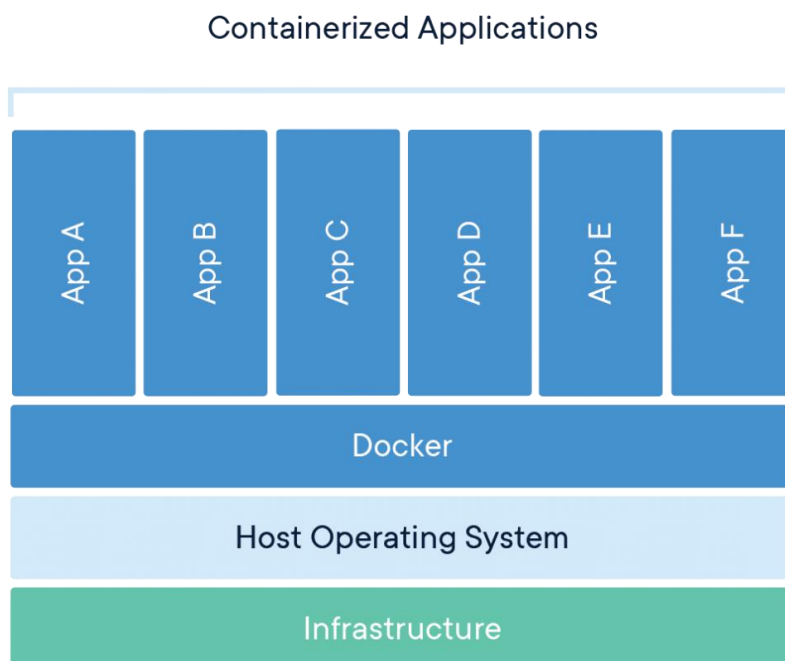 Containerized Applications
App A
App B
App C
App D
App E
App F
Docker
Host Operating System
Infrastructure